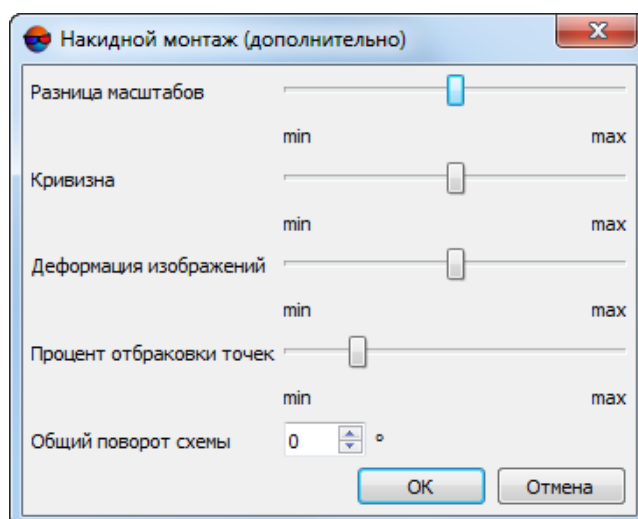 Накидной монтаж (дополнительно)
Разница масштабов
min max
Кривизна
min max
Деформация изображений
min max
Процент отбраковки точек
min max
Общий поворот схемы 0 °
OK Отмена